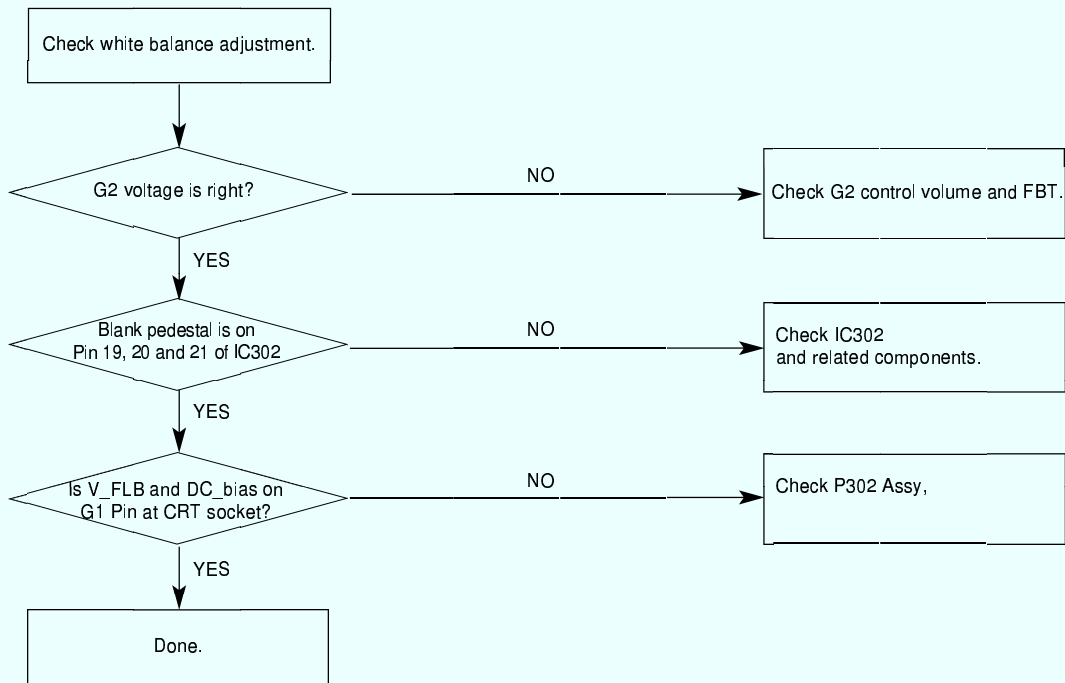 Check white balance adjustment.
G2 voltage is right?
NO
Check G2 control volume and FBT.
YES
Blank pedestal is on
Pin 19, 20 and 21 of IC302
NO
Check IC302
and related components.
YES
Is V_FLB and DC_bias on
G1 Pin at CRT socket?
NO
Check P302 Assy,
YES
Done.